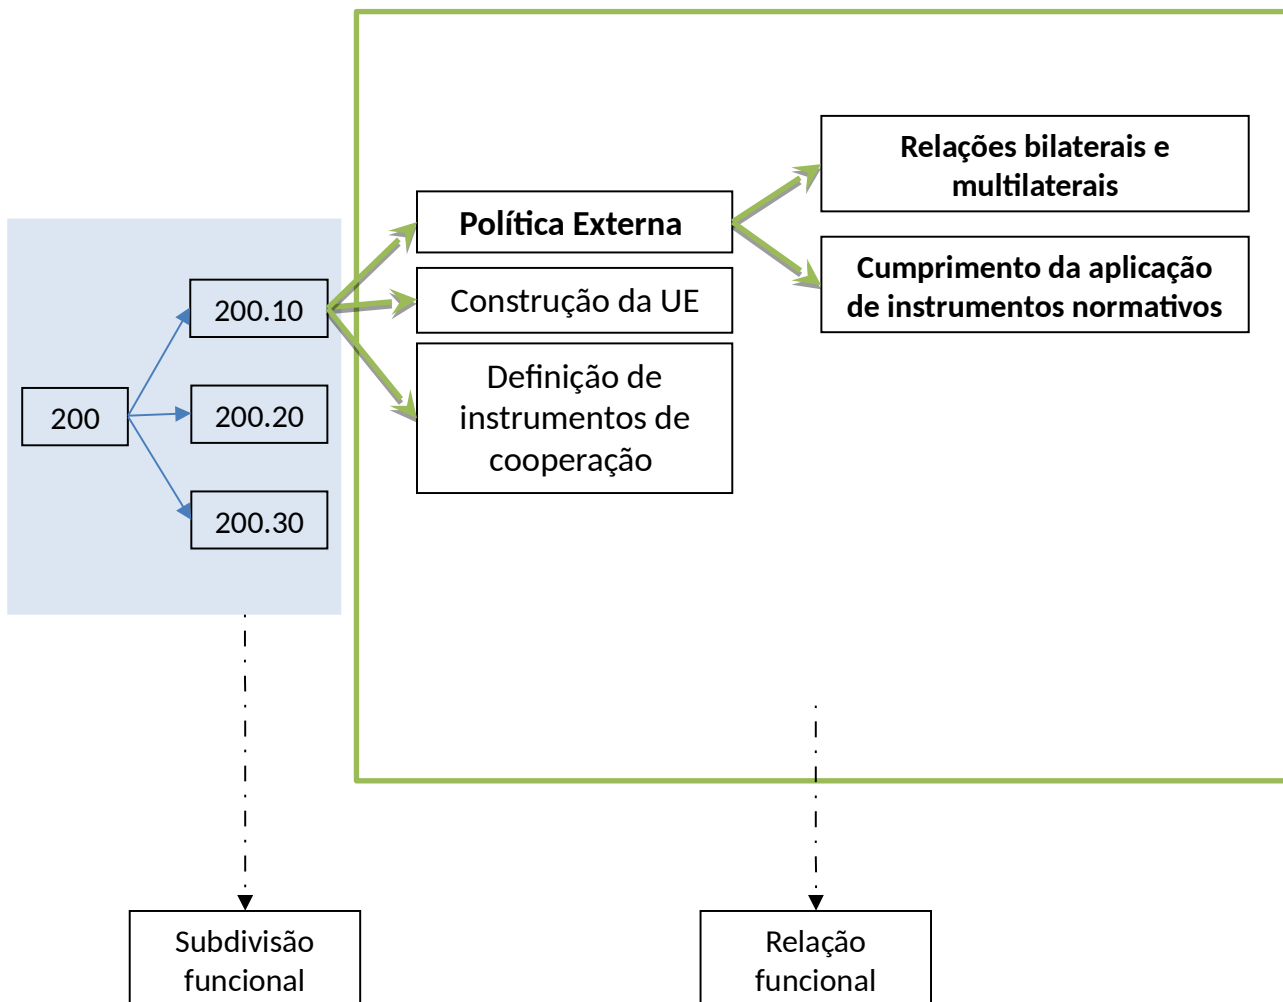 200
200.10
200.20
200.30
Política Externa
Construção da UE
Definição de
instrumentos de
cooperação
Relações bilaterais e
multilaterais
Cumprimento da aplicação
de instrumentos normativos
Subdivisão
funcional
Relação
funcional